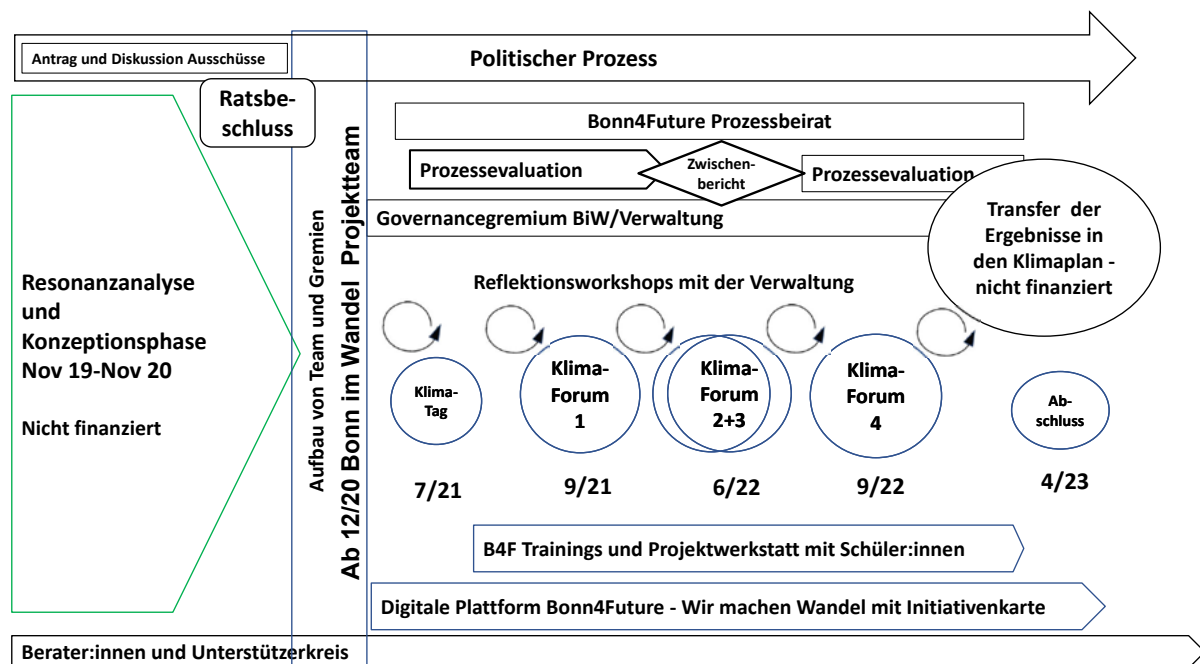 Antrag und Diskussion Ausschüsse
Politischer Prozess
Ratsbe-
schluss
Resonanzanalyse
und
Konzeptionsphase
Nov 19-Nov 20
Nicht finanziert
Aufbau von Team und Gremien
Ab 12/20 Bonn im Wandel Projektteam
Bonn4Future Prozessbeirat
Prozessevaluation
Zwischen-
bericht
Prozessevaluation
Governancegremium BiW/Verwaltung
Transfer der
Ergebnisse in
den Klimaplan -
nicht finanziert
Reflektionsworkshops mit der Verwaltung
Klima-
Tag
Klima-
Forum
1
Klima-
Forum
2+3
Klima-
Forum
4
Ab-
schluss
7/21
9/21
6/22
9/22
4/23
B4F Trainings und Projektwerkstatt mit Schüler:innen
Digitale Plattform Bonn4Future - Wir machen Wandel mit Initiativenkarte
Berater:innen und Unterstützerkreis